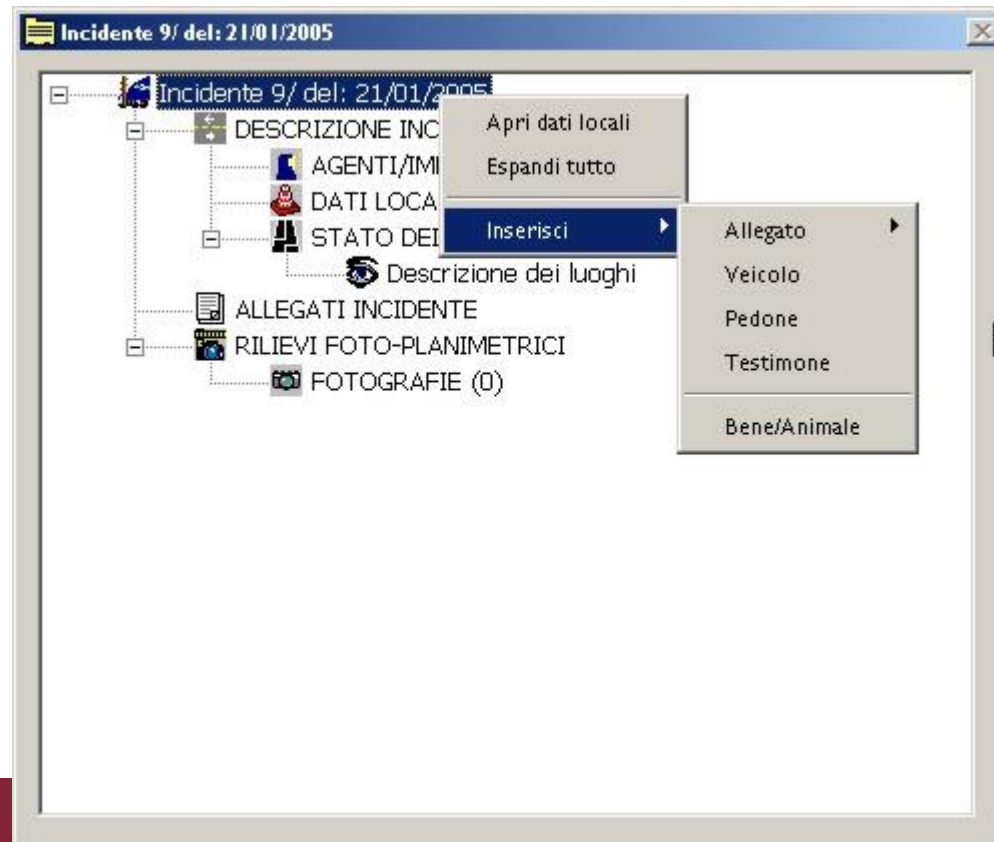 Incidente 9/ del: 21/01/2005
Incidente 9/ del: 21/01/2005
DESCRIZIONE INC
AGENTI/IMI
DATI LOCA
STATO DEI
Descrizione dei luoghi
ALLEGATI INCIDENTE
RILIEVI FOTO-PLANIMETRICI
FOTOGRAFIE (0)
Apri dati locali
Espandi tutto
Inserisci
Allegato
Veicolo
Pedone
Testimone
Bene/Animale